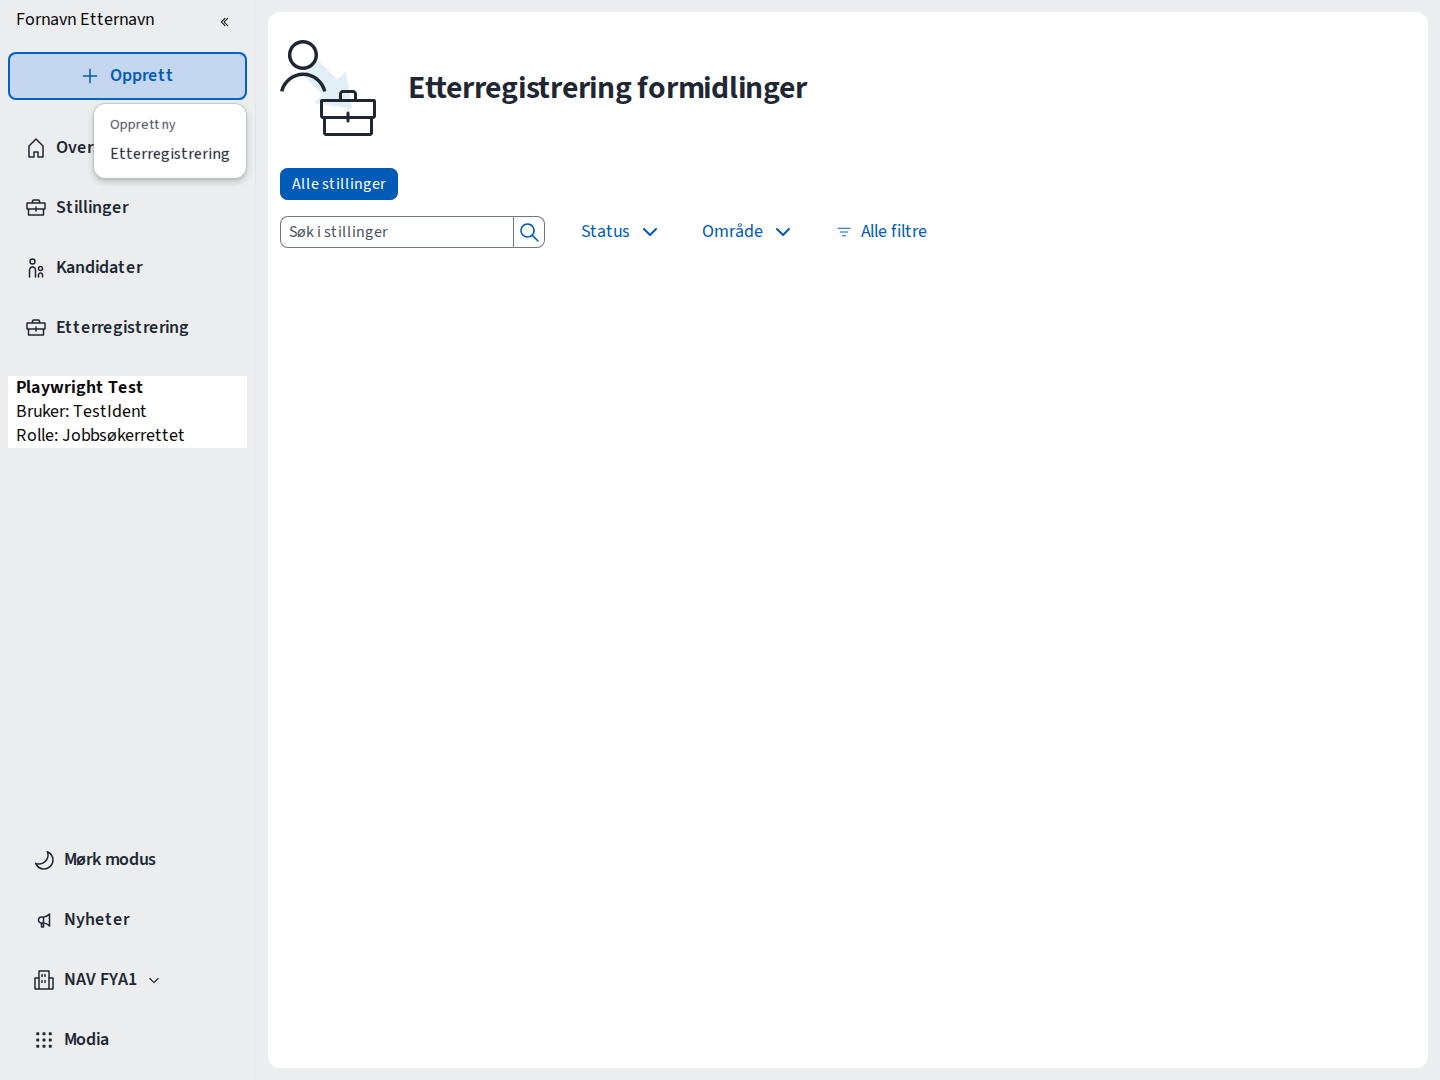 Fornavn Etternavn
Opprett
Opprett ny
Etterregistrering
Over
Stillinger
Kandidater
Etterregistrering
Playwright Test
Bruker: TestIdent
Rolle: Jobbsøkerrettet
Mørk modus
Nyheter
NAV FYA1
Modia
Etterregistrering formidlinger
Alle stillinger
Søk i stillinger
Status
Område
Alle filtre